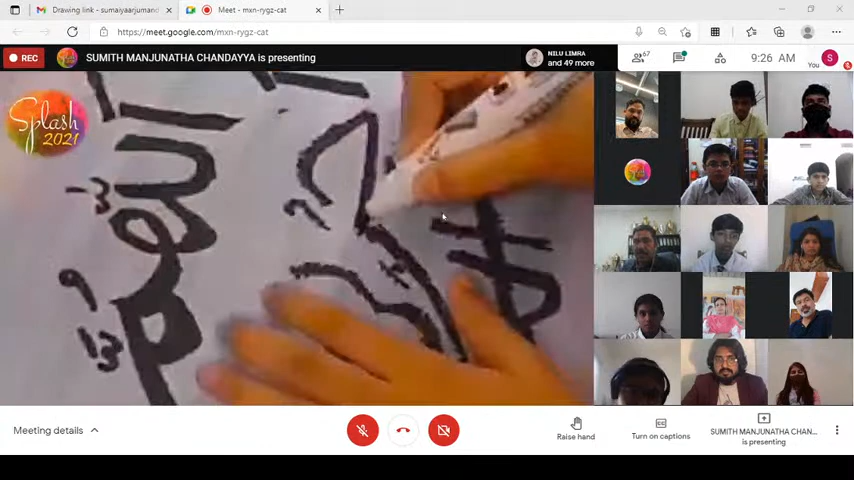 Drawing link - sumaiyaarjumand
Meet - mxn-rygz-cat
https://meet.google.com/mxn-rygz-cat
REC
SUMITH MANJUNATHA CHANDAYYA is presenting
NILU LIMRA
and 49 more
67
9:26 AM
You
S
Splash
2021
Meeting details
Raise hand
Turn on captions
SUMITH MANJUNATHA CHAN...
is presenting